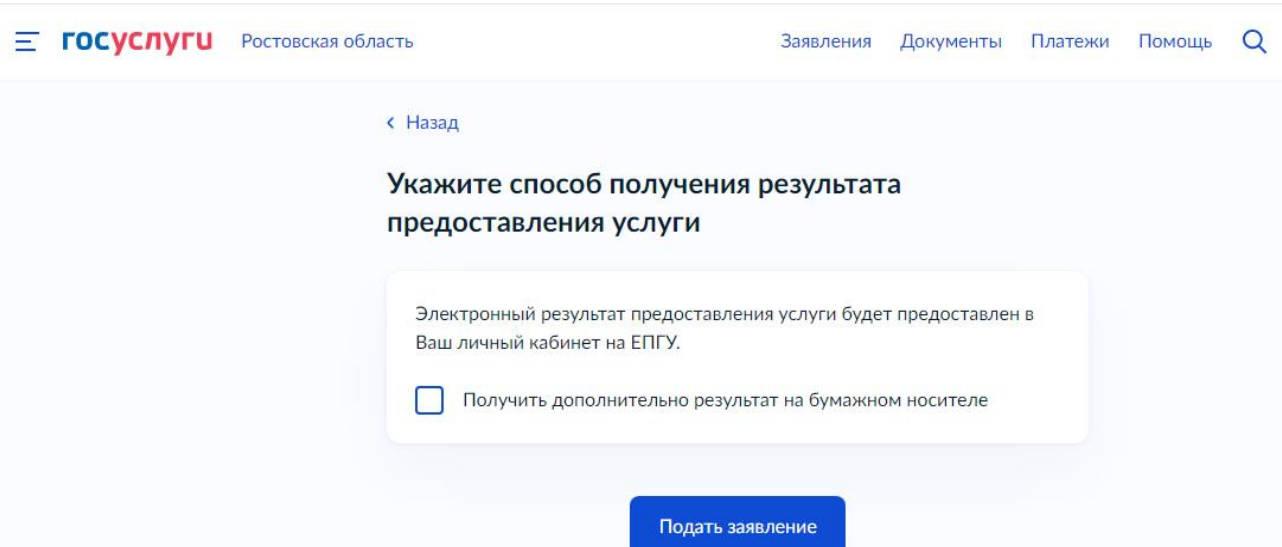 госуслуги Ростовская область Заявления Документы Платежи Помощь
Назад
Укажите способ получения результата
предоставления услуги
Электронный результат предоставления услуги будет предоставлен в
Ваш личный кабинет на ЕПГУ.
Получить дополнительно результат на бумажном носителе
Подать заявление